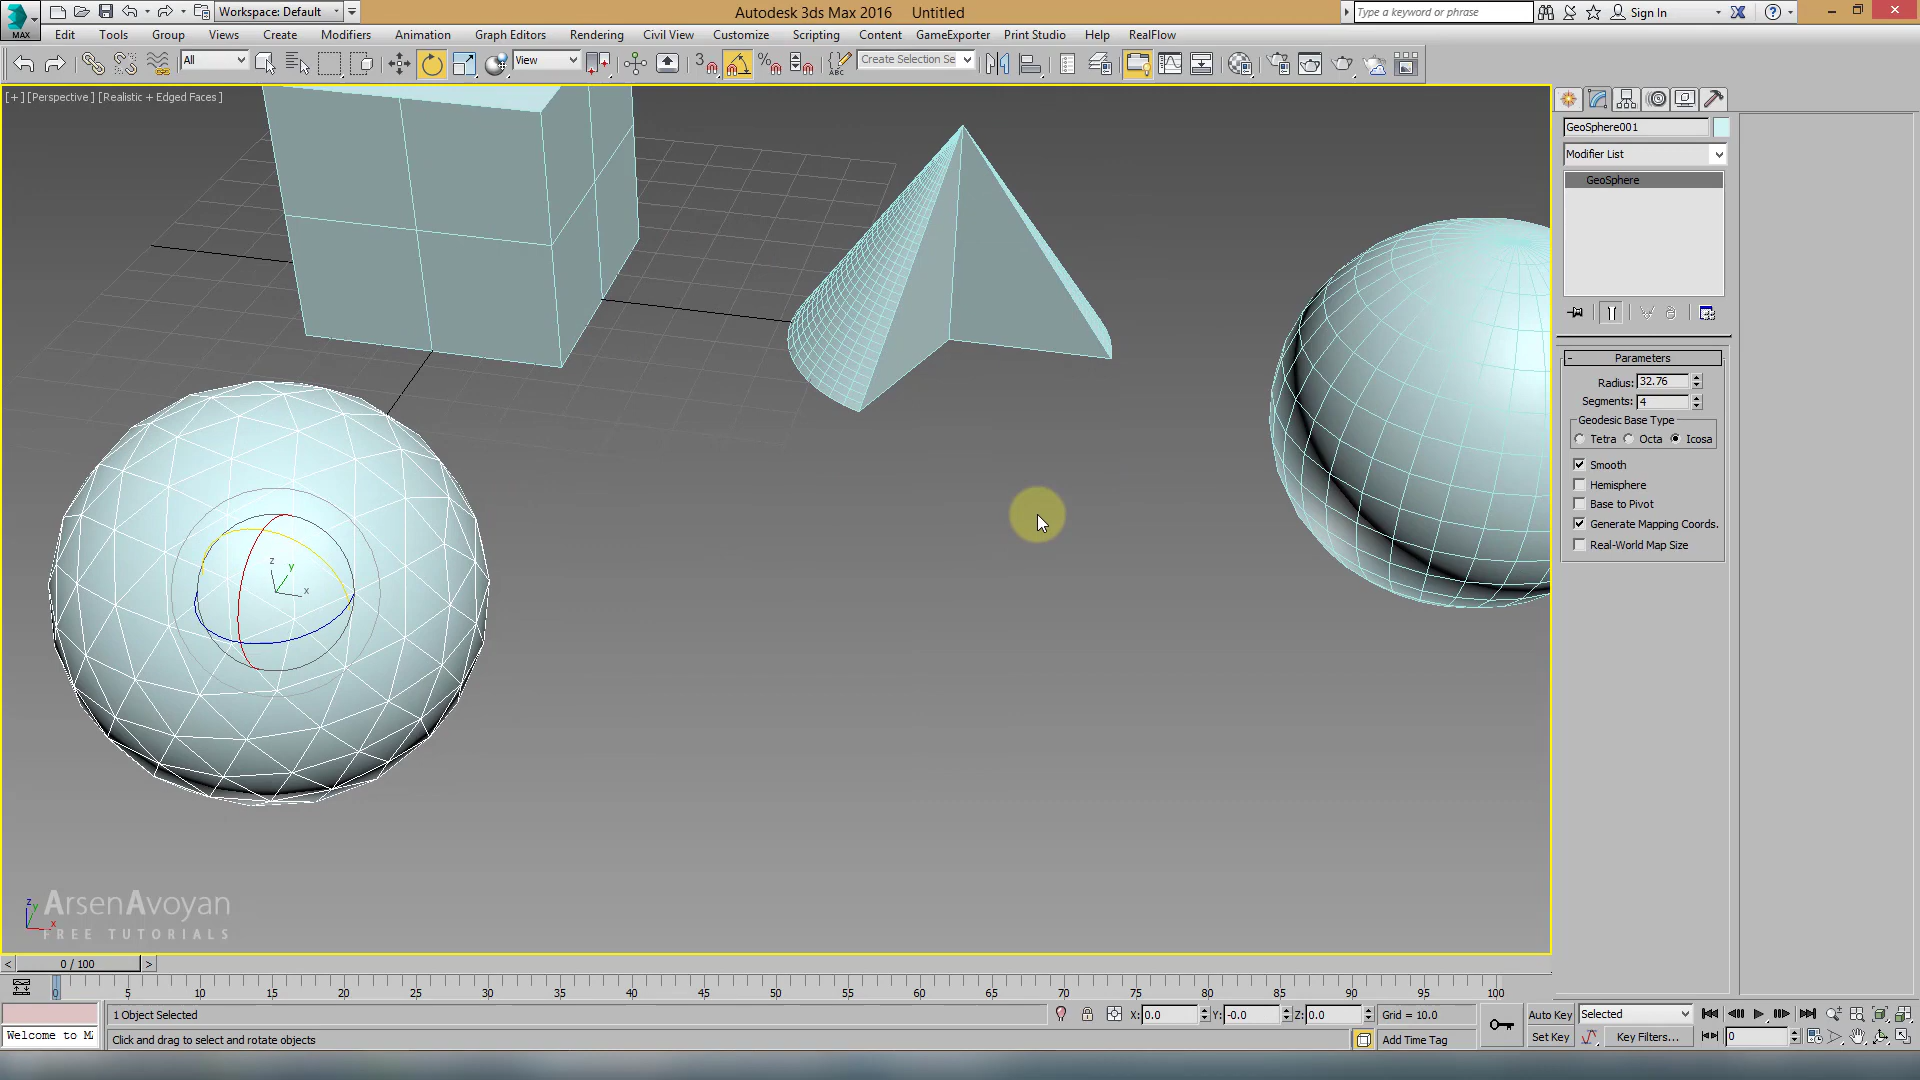 MAX
Workspace: Default
Autodesk 3ds Max 2016 Untitled
Type a keyword or phrase
Sign In
Edit Tools Group Views Create Modifiers Animation Graph Editors Rendering Civil View Customize Scripting Content GameExporter Print Studio Help RealFlow
All
View
3
ABC
Create Selection Se
[+] [Perspective] [Realistic + Edged Faces]
GeoSphere001
Modifier List
GeoSphere
- Parameters
Radius: 32.76
Segments: 4
Geodesic Base Type
Tetra Octa Icosa
Smooth
Hemisphere
Base to Pivot
Generate Mapping Coords.
Real-World Map Size
z
y
x
z
y
x
ArsenAvoyan
FREE TUTORIALS
< 0 / 100 >
0 5 10 15 20 25 30 35 40 45 50 55 60 65 70 75 80 85 90 95 100
1 Object Selected
X: 0.0 Y: -0.0 Z: 0.0 Grid = 10.0
Auto Key Selected
Welcome to M
Click and drag to select and rotate objects
Add Time Tag
Set Key Key Filters...
0